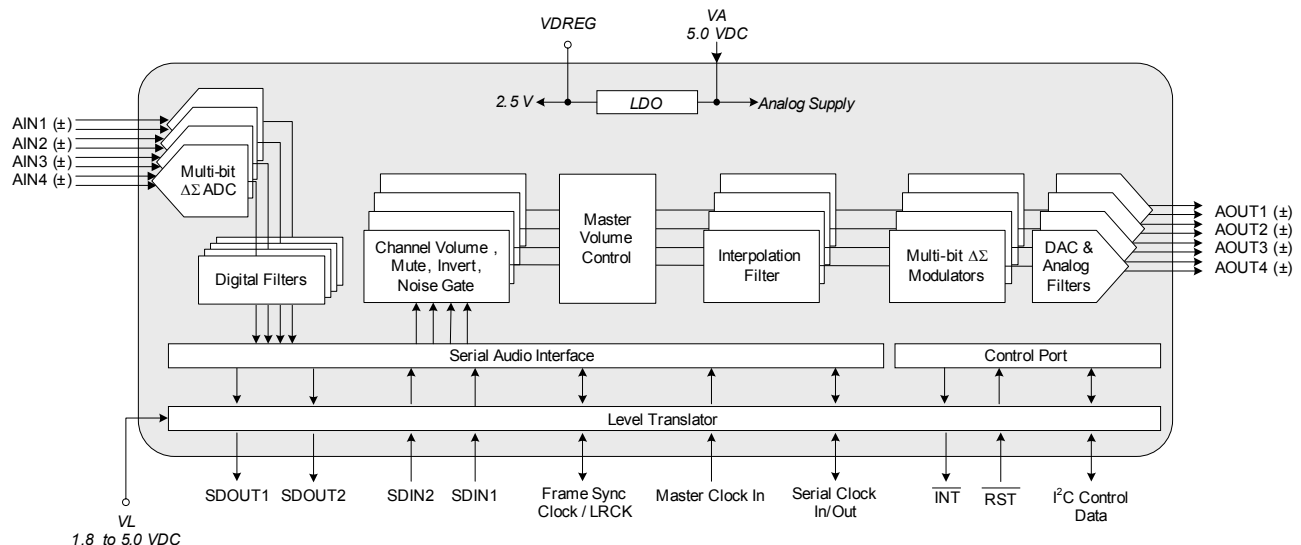 VDREG
VA
5.0 VDC
2.5 V
LDO
Analog Supply
AIN1 (±)
AIN2 (±)
AIN3 (±)
AIN4 (±)
Multi-bit
ΔΣ ADC
Digital Filters
Channel Volume ,
Mute, Invert,
Noise Gate
Master
Volume
Control
Interpolation
Filter
Multi-bit ΔΣ
Modulators
DAC &
Analog
Filters
AOUT1 (±)
AOUT2 (±)
AOUT3 (±)
AOUT4 (±)
Serial Audio Interface
Control Port
Level Translator
VL
1.8 to 5.0 VDC
SDOUT1
SDOUT2
SDIN2
SDIN1
Frame Sync
Clock / LRCK
Master Clock In
Serial Clock
In/Out
INT
RST
I²C Control
Data